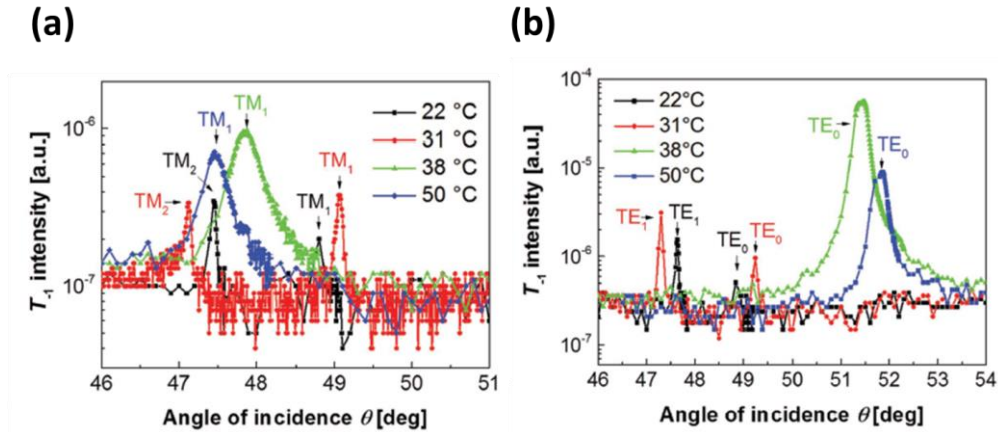 (a)
T₋₁ intensity [a.u.]
10⁻⁶
10⁻⁷
TM₁
TM₁
TM₂
TM₂
TM₁
TM₁
22 °C
31 °C
38 °C
50 °C
46 47 48 49 50 51
Angle of incidence θ [deg]
(b)
T₋₁ intensity [a.u.]
10⁻⁴
10⁻⁵
10⁻⁶
10⁻⁷
22°C
31°C
38°C
50°C
TE₀
TE₀
TE₁
TE₁
TE₀
TE₀
46 47 48 49 50 51 52 53 54
Angle of incidence θ [deg]